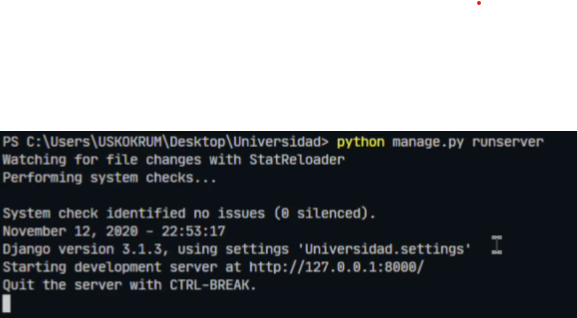 PS C:\Users\USKOKRUM\Desktop\Universidad> python manage.py runserver
Watching for file changes with StatReloader
Performing system checks...
System check identified no issues (0 silenced).
November 12, 2020 - 22:53:17
Django version 3.1.3, using settings 'Universidad.settings'
Starting development server at http://127.0.0.1:8000/
Quit the server with CTRL-BREAK.